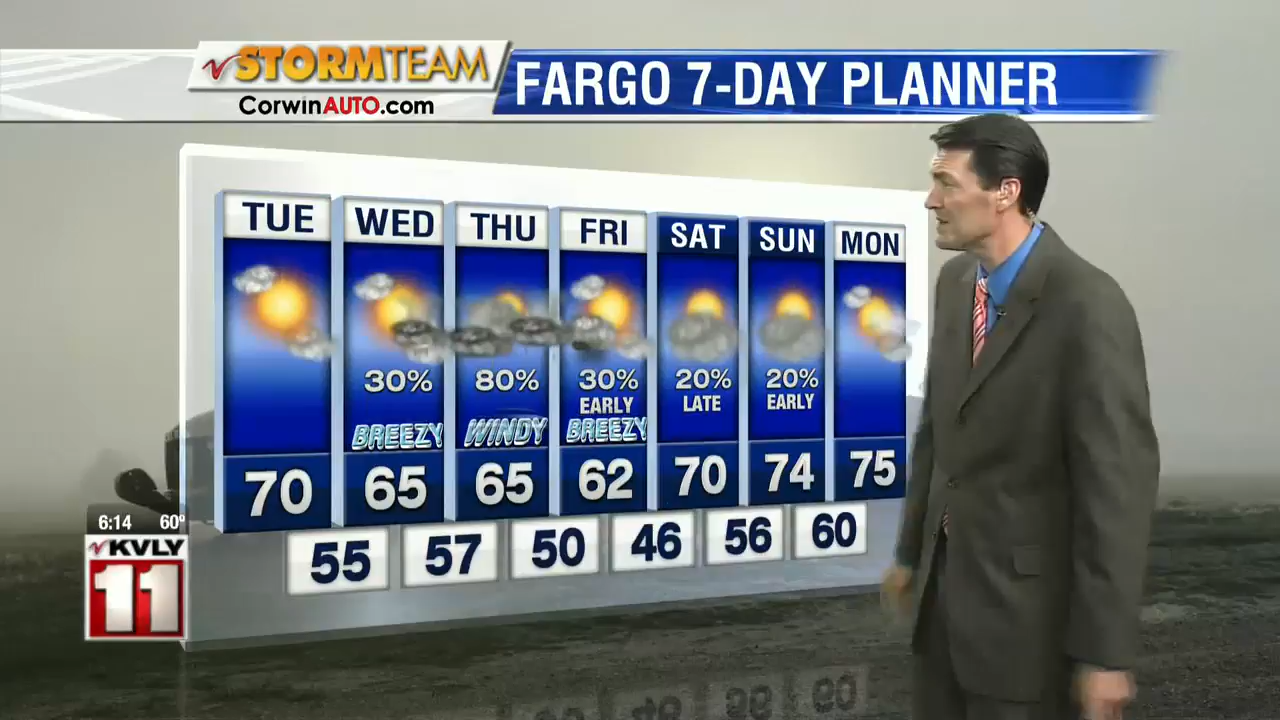 STORMTEAM
CorwinAUTO.com
FARGO 7-DAY PLANNER
TUE WED THU FRI SAT SUN MON
30% 80% 30% 20% 20%
EARLY LATE EARLY
BREEZY WINDY BREEZY
70 65 65 62 70 74 75
55 57 50 46 56 60
6:14 60°
KVLY
11